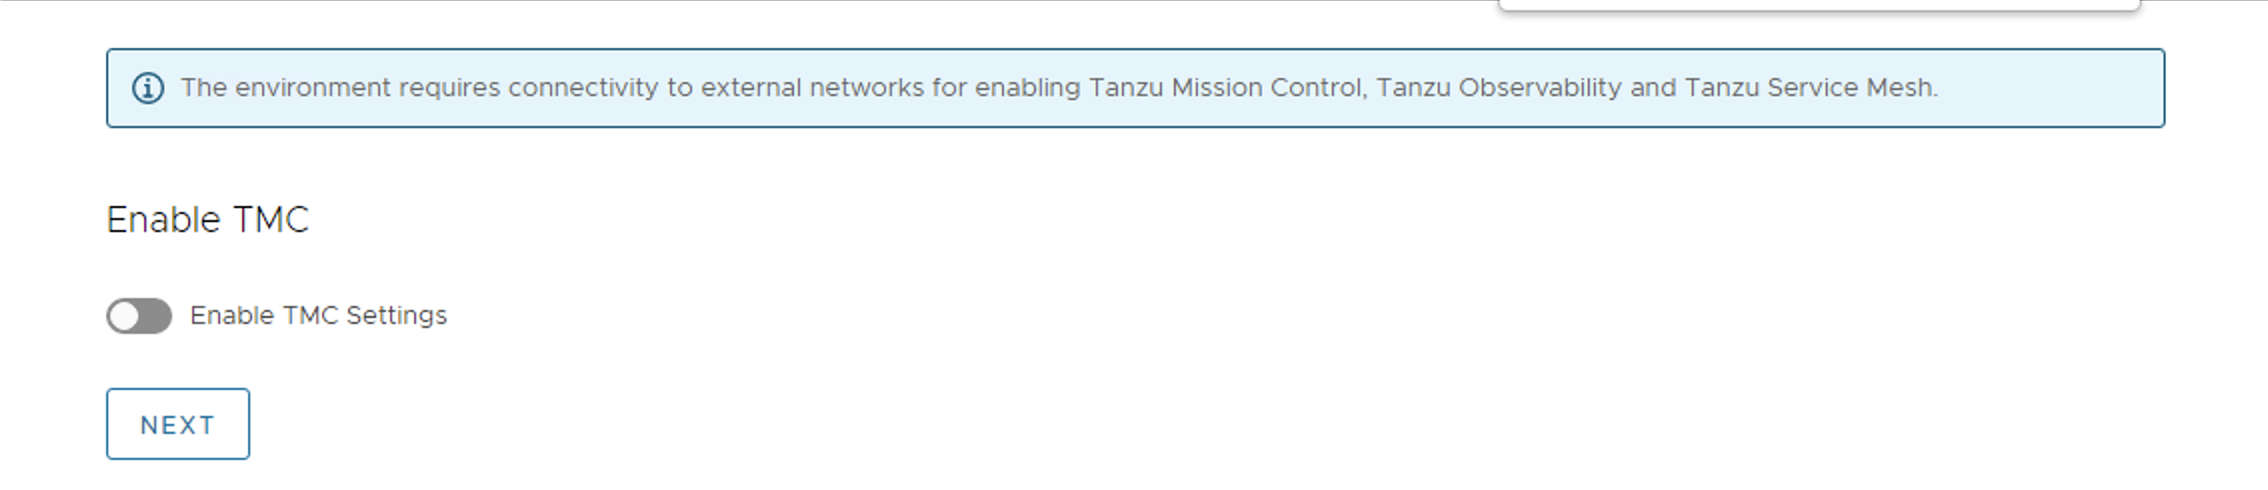 The environment requires connectivity to external networks for enabling Tanzu Mission Control, Tanzu Observability and Tanzu Service Mesh.
Enable TMC
Enable TMC Settings
NEXT